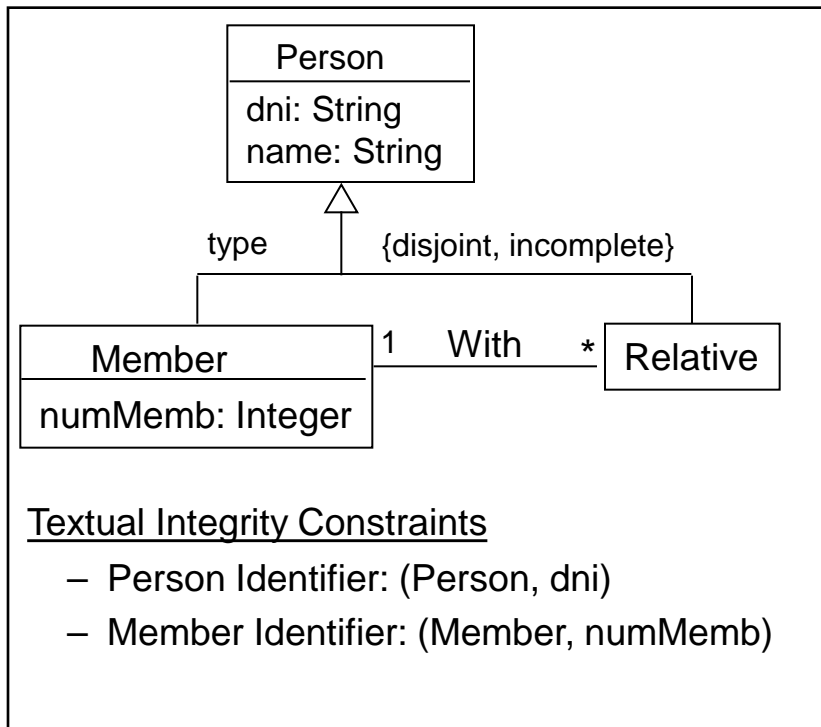 Person
dni: String
name: String
type {disjoint, incomplete}
Member
numMemb: Integer
1 With *
Relative
Textual Integrity Constraints
– Person Identifier: (Person, dni)
– Member Identifier: (Member, numMemb)